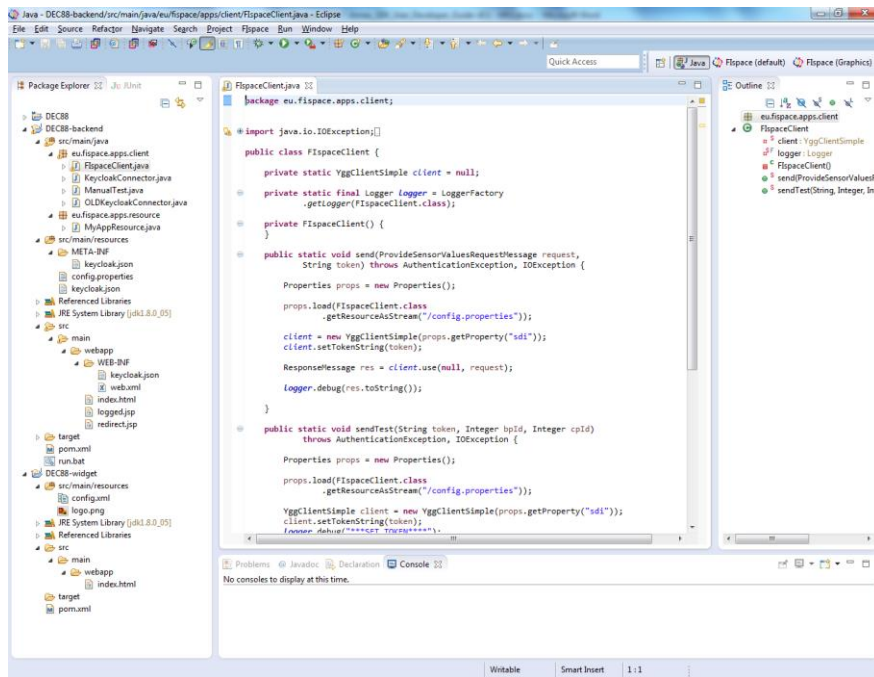 Java - DEC88-backend/src/main/java/eu/fispace/apps/client/FIspaceClient.java - Eclipse
File Edit Source Refactor Navigate Search Project FIspace Run Window Help
Quick Access
Java
FIspace (default)
FIspace (Graphics)
Package Explorer
JUnit
DEC88
DEC88-backend
src/main/java
eu.fispace.apps.client
FIspaceClient.java
KeycloakConnector.java
ManualTest.java
OLDKeycloakConnector.java
eu.fispace.apps.resource
MyAppResource.java
src/main/resources
META-INF
keycloak.json
config.properties
keycloak.json
Referenced Libraries
JRE System Library [jdk1.8.0_05]
src
main
webapp
WEB-INF
keycloak.json
web.xml
index.html
logged.jsp
redirect.jsp
target
pom.xml
run.bat
DEC88-widget
src/main/resources
config.xml
logo.png
JRE System Library [jdk1.8.0_05]
Referenced Libraries
src
main
webapp
index.html
target
pom.xml
FIspaceClient.java
package eu.fispace.apps.client;
import java.io.IOException;
public class FIspaceClient {
private static YggClientSimple client = null;
private static final Logger logger = LoggerFactory
.getLogger(FIspaceClient.class);
private FIspaceClient() {
}
public static void send(ProvideSensorValuesRequestMessage request,
String token) throws AuthenticationException, IOException {
Properties props = new Properties();
props.load(FIspaceClient.class
.getResourceAsStream("/config.properties"));
client = new YggClientSimple(props.getProperty("sdi"));
client.setTokenString(token);
ResponseMessage res = client.use(null, request);
logger.debug(res.toString());
}
public static void sendTest(String token, Integer bpId, Integer cpId)
throws AuthenticationException, IOException {
Properties props = new Properties();
props.load(FIspaceClient.class
.getResourceAsStream("/config.properties"));
YggClientSimple client = new YggClientSimple(props.getProperty("sdi"));
client.setTokenString(token);
logger.debug("***SET TOKEN****");
Outline
eu.fispace.apps.client
FIspaceClient
client : YggClientSimple
logger : Logger
FIspaceClient()
send(ProvideSensorValuesR
sendTest(String, Integer, In
Problems @ Javadoc Declaration Console
No consoles to display at this time.
Writable
Smart Insert
1 : 1